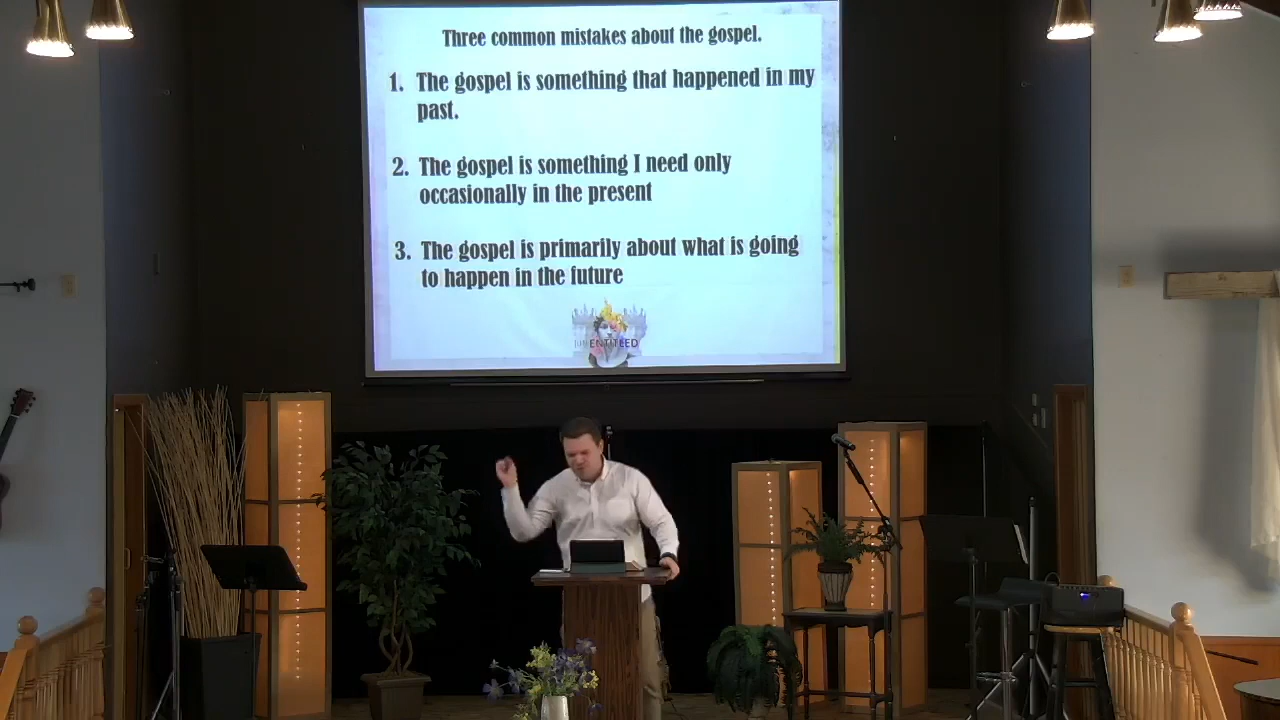 Three common mistakes about the gospel.
1. The gospel is something that happened in my
past.
2. The gospel is something I need only
occasionally in the present
3. The gospel is primarily about what is going
to happen in the future
ENTITLED